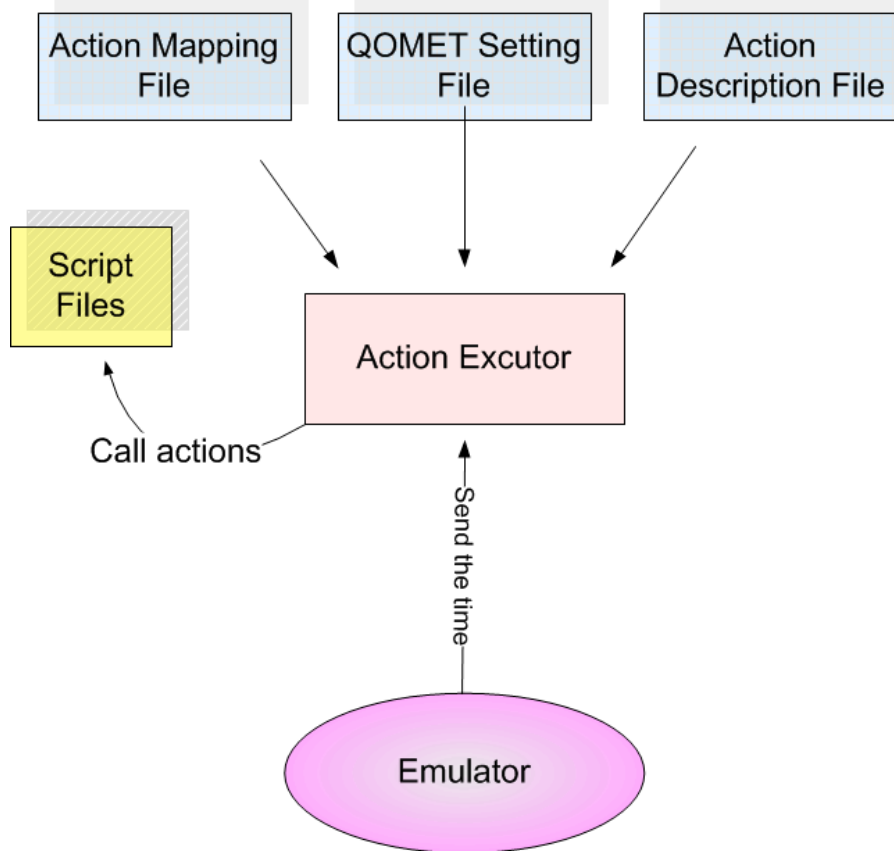 Action Mapping
File
QOMET Setting
File
Action
Description File
Script
Files
Action Excutor
Call actions
Send the time
Emulator